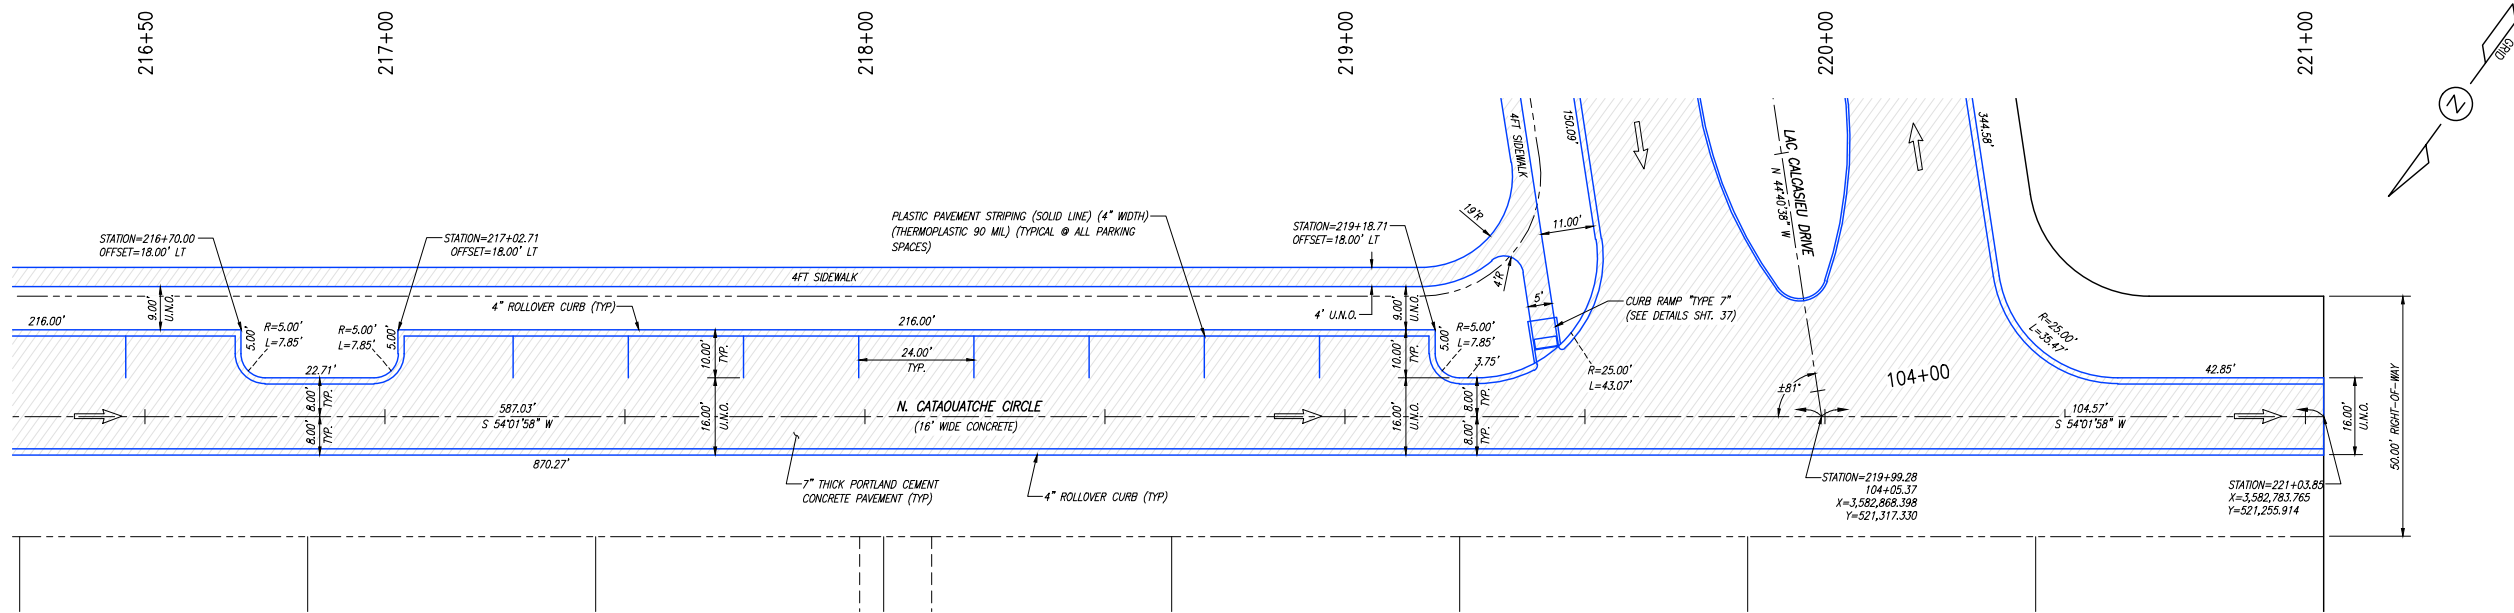 216+50
217+00
218+00
219+00
220+00
221+00
GRID
N
STATION=216+70.00
OFFSET=18.00' LT
STATION=217+02.71
OFFSET=18.00' LT
PLASTIC PAVEMENT STRIPING (SOLID LINE) (4" WIDTH)
(THERMOPLASTIC 90 MIL) (TYPICAL @ ALL PARKING
SPACES)
STATION=219+18.71
OFFSET=18.00' LT
19'R
4FT SIDEWALK
150.09'
11.00'
LAC CALCASIEU DRIVE
N 44°40'38" W
344.58'
4FT SIDEWALK
4'R
9.00'
U.N.O.
4" ROLLOVER CURB (TYP)
4' U.N.O.
9.00'
U.N.O.
5'
CURB RAMP "TYPE 7"
(SEE DETAILS SHT. 37)
216.00'
R=5.00'
L=7.85'
5.00'
R=5.00'
L=7.85'
5.00'
216.00'
10.00'
TYP.
24.00'
TYP.
10.00'
TYP.
5.00'
R=5.00'
L=7.85'
3.75'
R=25.00'
L=43.07'
R=25.00'
L=35.47'
22.71'
42.85'
±81°
104+00
8.00'
TYP.
8.00'
TYP.
587.03'
S 54°01'58" W
16.00'
U.N.O.
N. CATAOUATCHE CIRCLE
(16' WIDE CONCRETE)
16.00'
U.N.O.
8.00'
TYP.
8.00'
TYP.
104.57'
S 54°01'58" W
16.00'
U.N.O.
50.00' RIGHT-OF-WAY
870.27'
7" THICK PORTLAND CEMENT
CONCRETE PAVEMENT (TYP)
4" ROLLOVER CURB (TYP)
STATION=219+99.28
104+05.37
X=3,582,868.398
Y=521,317.330
STATION=221+03.85
X=3,582,783.765
Y=521,255.914